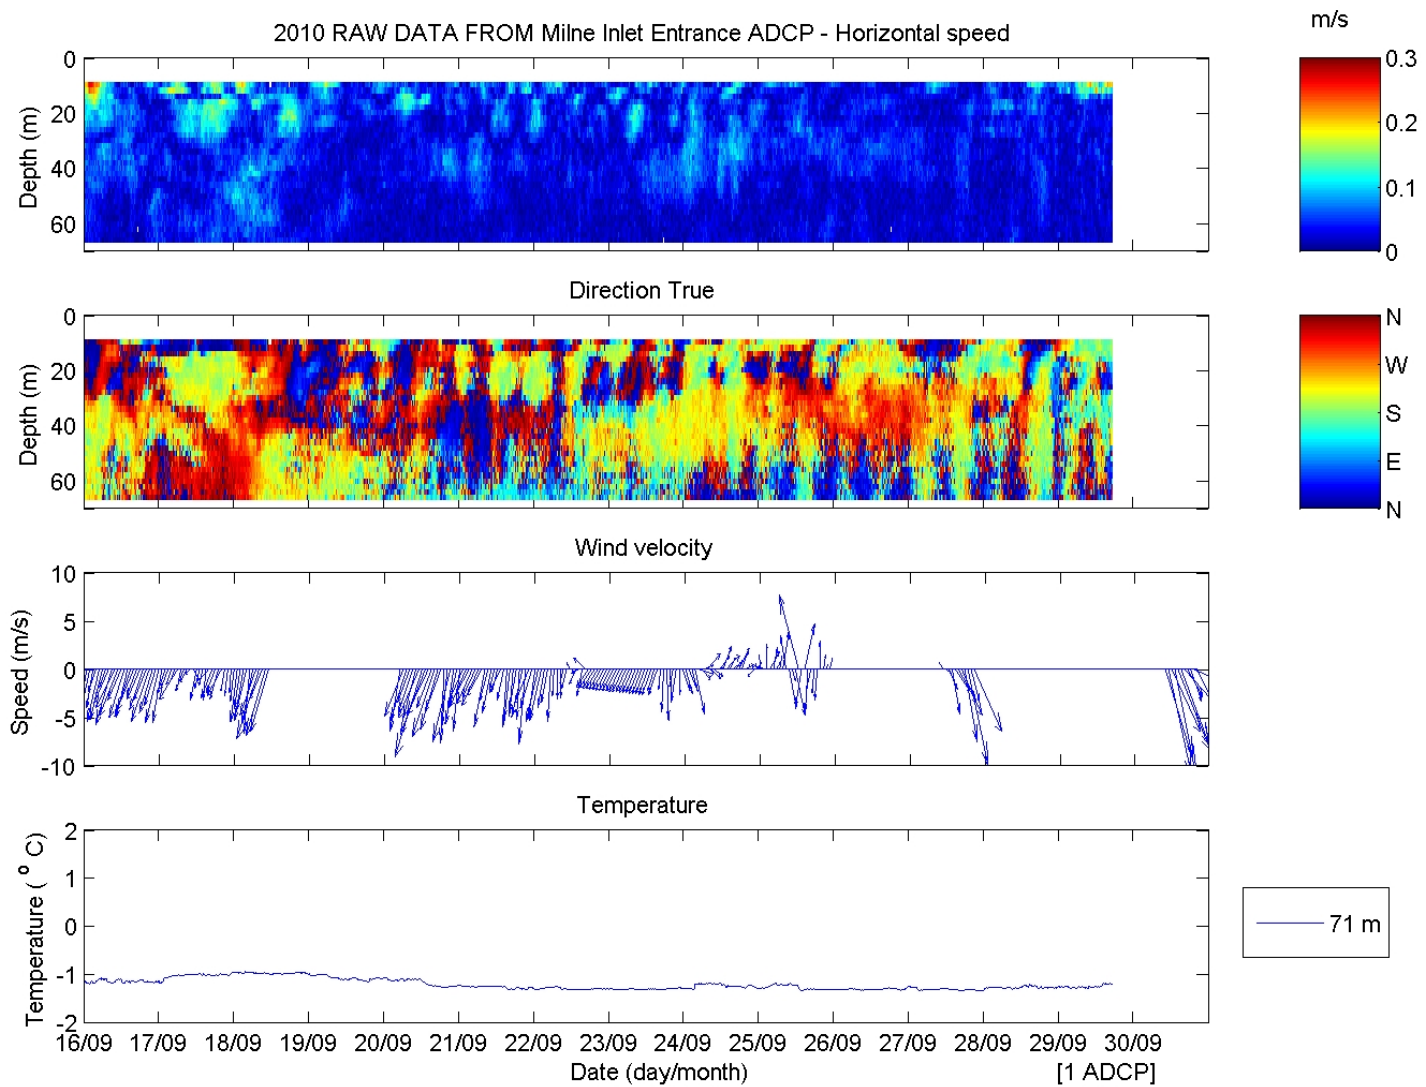 2010 RAW DATA FROM Milne Inlet Entrance ADCP - Horizontal speed
m/s
0
20
40
60
Depth (m)
0.3
0.2
0.1
0
Direction True
0
20
40
60
Depth (m)
N
W
S
E
N
Wind velocity
10
5
0
-5
-10
Speed (m/s)
Temperature
2
1
0
-1
-2
Temperature ( ° C)
71 m
16/09 17/09 18/09 19/09 20/09 21/09 22/09 23/09 24/09 25/09 26/09 27/09 28/09 29/09 30/09
Date (day/month)
[1 ADCP]